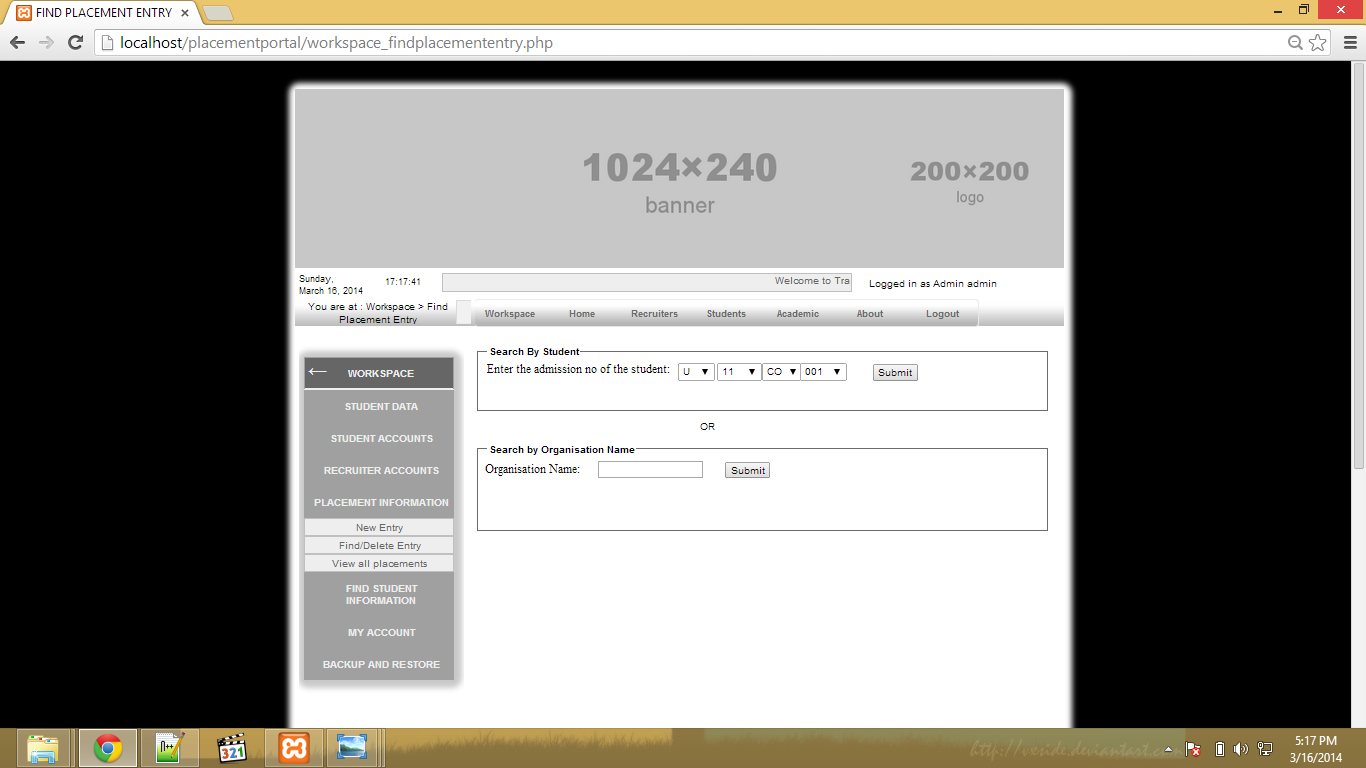 FIND PLACEMENT ENTRY
localhost/placementportal/workspace_findplacemententry.php
1024×240
banner
200×200
logo
Sunday,
March 16, 2014
17:17:41
Welcome to Tra
Logged in as Admin admin
You are at : Workspace > Find
Placement Entry
Workspace Home Recruiters Students Academic About Logout
WORKSPACE
STUDENT DATA
STUDENT ACCOUNTS
RECRUITER ACCOUNTS
PLACEMENT INFORMATION
New Entry
Find/Delete Entry
View all placements
FIND STUDENT
INFORMATION
MY ACCOUNT
BACKUP AND RESTORE
Search By Student
Enter the admission no of the student: U 11 CO 001 Submit
OR
Search by Organisation Name
Organisation Name: Submit
321
http://veside.deviantart.com
5:17 PM
3/16/2014